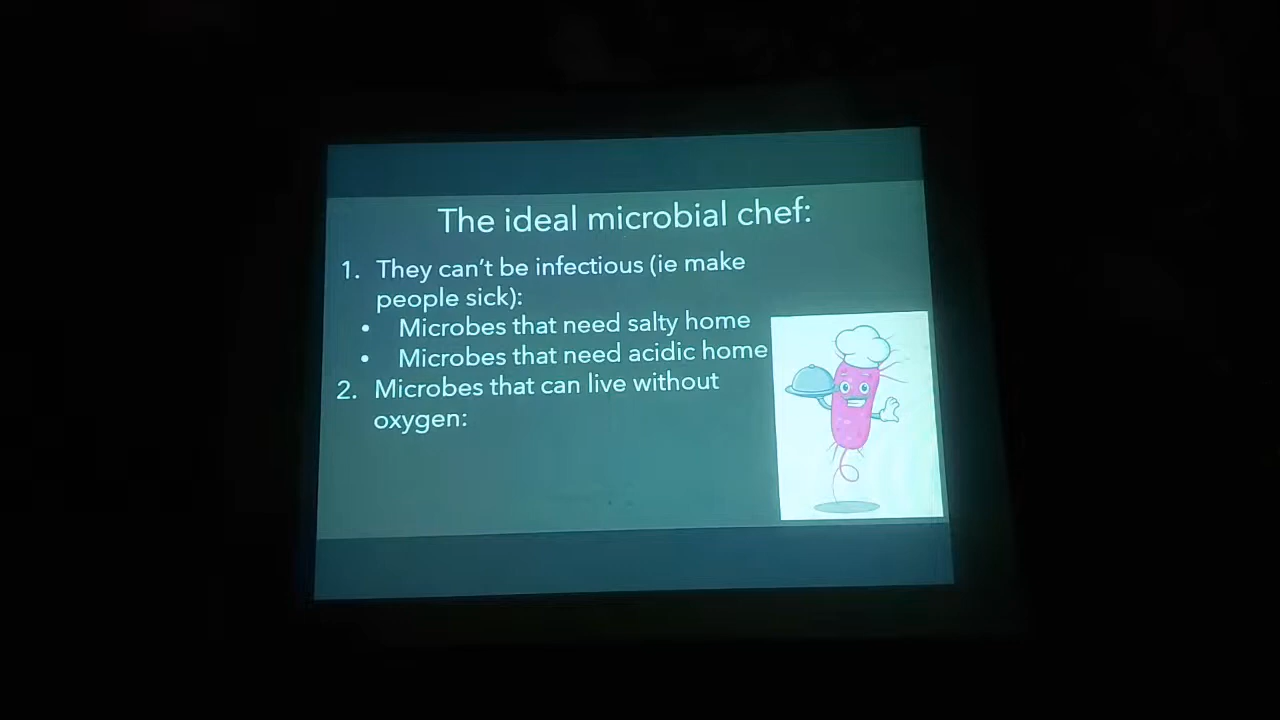 The ideal microbial chef:
1. They can't be infectious (ie make
people sick):
• Microbes that need salty home
• Microbes that need acidic home
2. Microbes that can live without
oxygen: